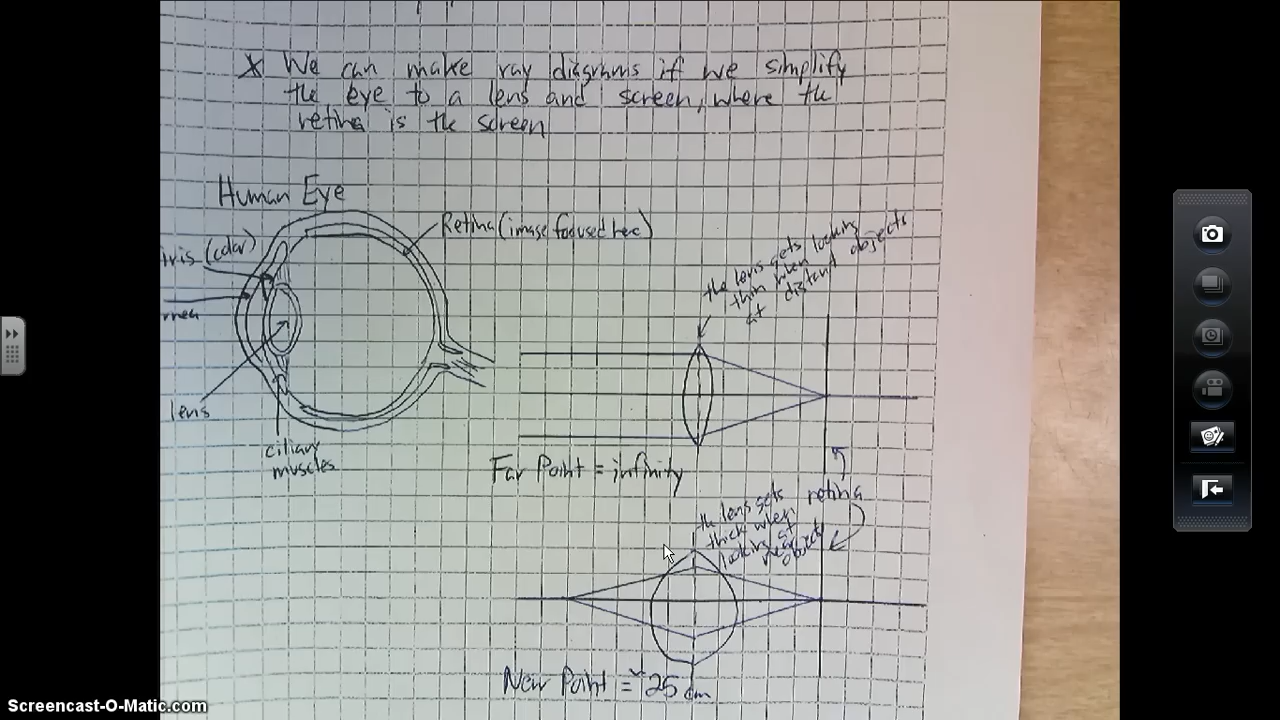 * We can make ray diagrams if we simplify
the eye to a lens and screen, where the
retina is the screen
Human Eye
Retina (image focused here)
iris (color)
rnea
lens
ciliary
muscles
the lens gets
thin when looking
at distant objects
Far Point = infinity
retina
the lens gets
thick when
looking at
near
objects
Near Point = ~25 cm
Screencast-O-Matic.com